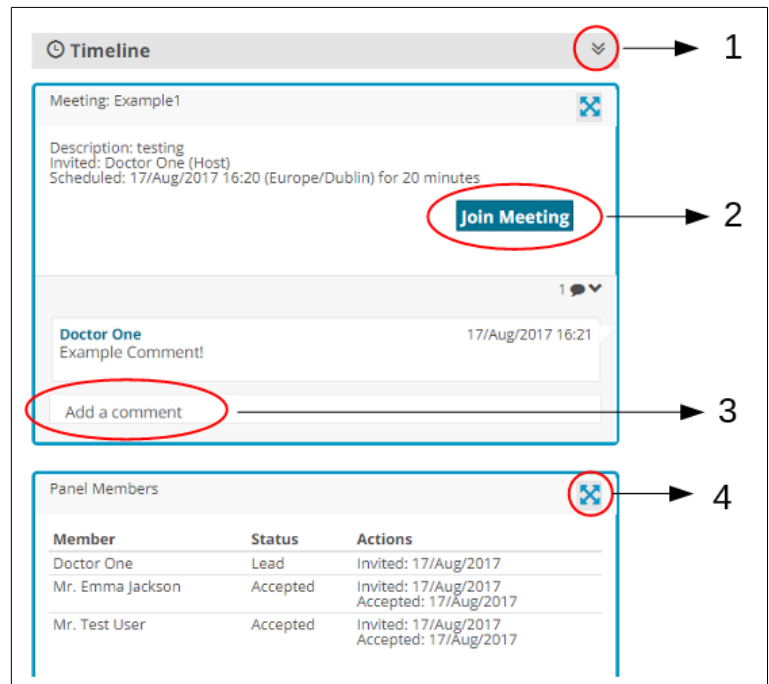 Timeline
1
Meeting: Example1
Description: testing
Invited: Doctor One (Host)
Scheduled: 17/Aug/2017 16:20 (Europe/Dublin) for 20 minutes
Join Meeting
2
1
Doctor One 17/Aug/2017 16:21
Example Comment!
Add a comment
3
Panel Members
4
Member Status Actions
Doctor One Lead Invited: 17/Aug/2017
Mr. Emma Jackson Accepted Invited: 17/Aug/2017
Accepted: 17/Aug/2017
Mr. Test User Accepted Invited: 17/Aug/2017
Accepted: 17/Aug/2017